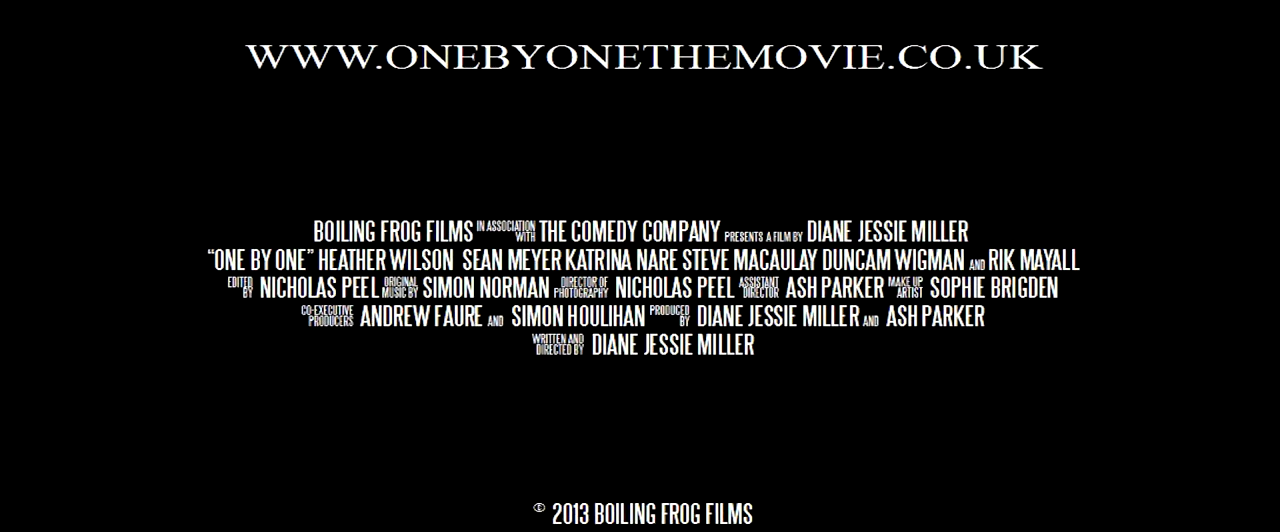 WWW.ONEBYONETHEMOVIE.CO.UK
BOILING FROG FILMS IN ASSOCIATION WITH THE COMEDY COMPANY PRESENTS A FILM BY DIANE JESSIE MILLER
“ONE BY ONE” HEATHER WILSON SEAN MEYER KATRINA NARE STEVE MACAULAY DUNCAM WIGMAN AND RIK MAYALL
EDITED BY NICHOLAS PEEL ORIGINAL MUSIC BY SIMON NORMAN DIRECTOR OF PHOTOGRAPHY NICHOLAS PEEL ASSISTANT DIRECTOR ASH PARKER MAKE UP ARTIST SOPHIE BRIGDEN
CO-EXECUTIVE PRODUCERS ANDREW FAURE AND SIMON HOULIHAN PRODUCED BY DIANE JESSIE MILLER AND ASH PARKER
WRITTEN AND DIRECTED BY DIANE JESSIE MILLER
© 2013 BOILING FROG FILMS